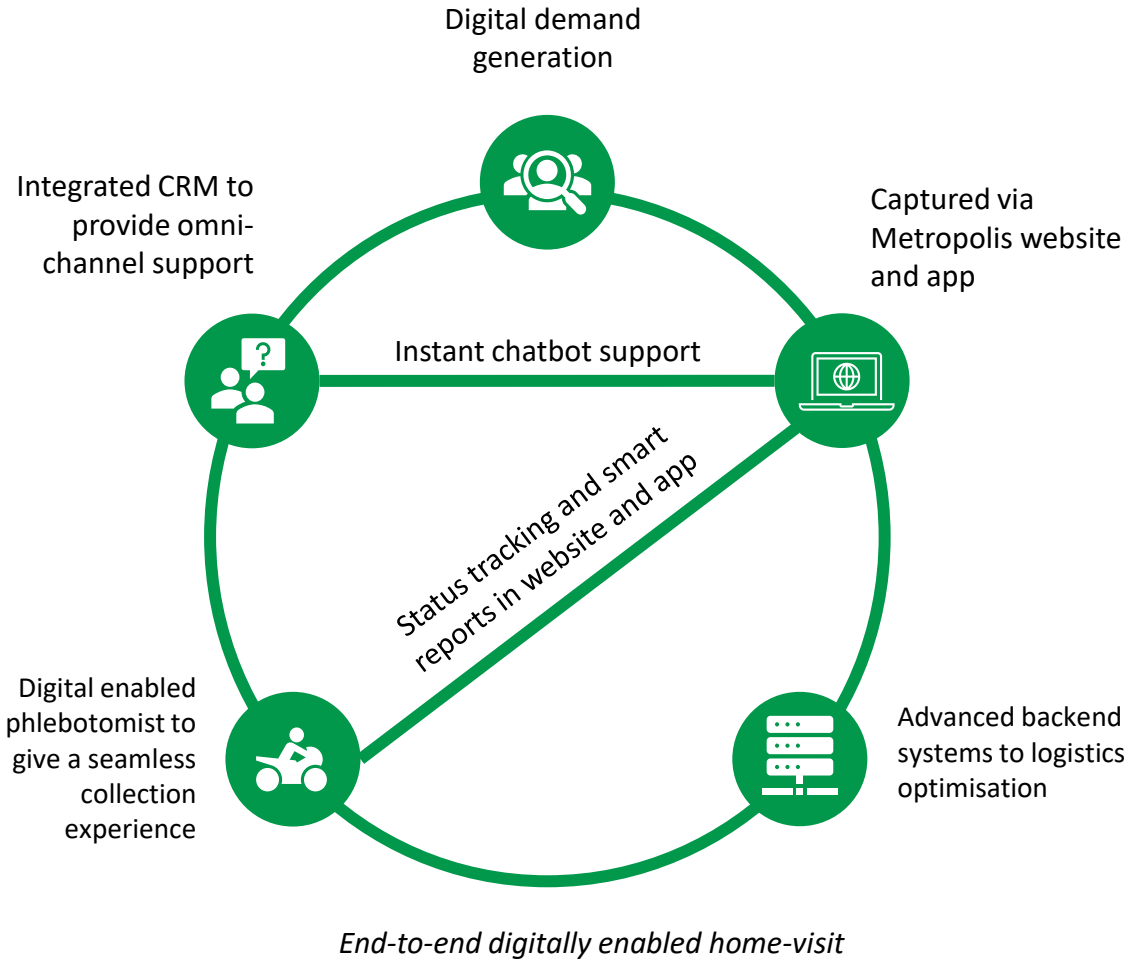 Digital demand
generation
Integrated CRM to
provide omni-
channel support
Captured via
Metropolis website
and app
?
Instant chatbot support
Status tracking and smart
reports in website and app
Digital enabled
phlebotomist to
give a seamless
collection
experience
Advanced backend
systems to logistics
optimisation
End-to-end digitally enabled home-visit